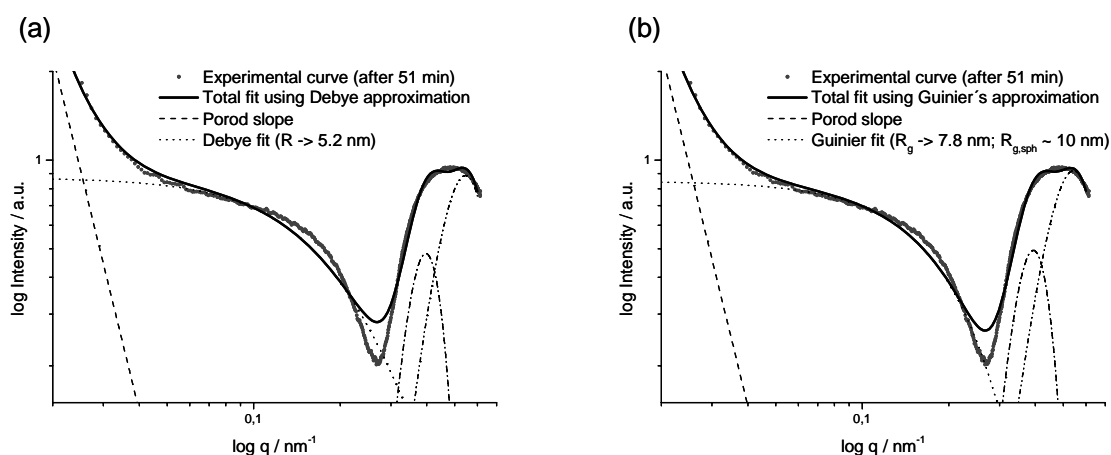 (a)
Experimental curve (after 51 min)
Total fit using Debye approximation
Porod slope
Debye fit (R -> 5.2 nm)
1
log Intensity / a.u.
0,1
log q / nm-1
(b)
Experimental curve (after 51 min)
Total fit using Guinier´s approximation
Porod slope
Guinier fit (Rg -> 7.8 nm; Rg,sph ~ 10 nm)
1
log Intensity / a.u.
0,1
log q / nm-1